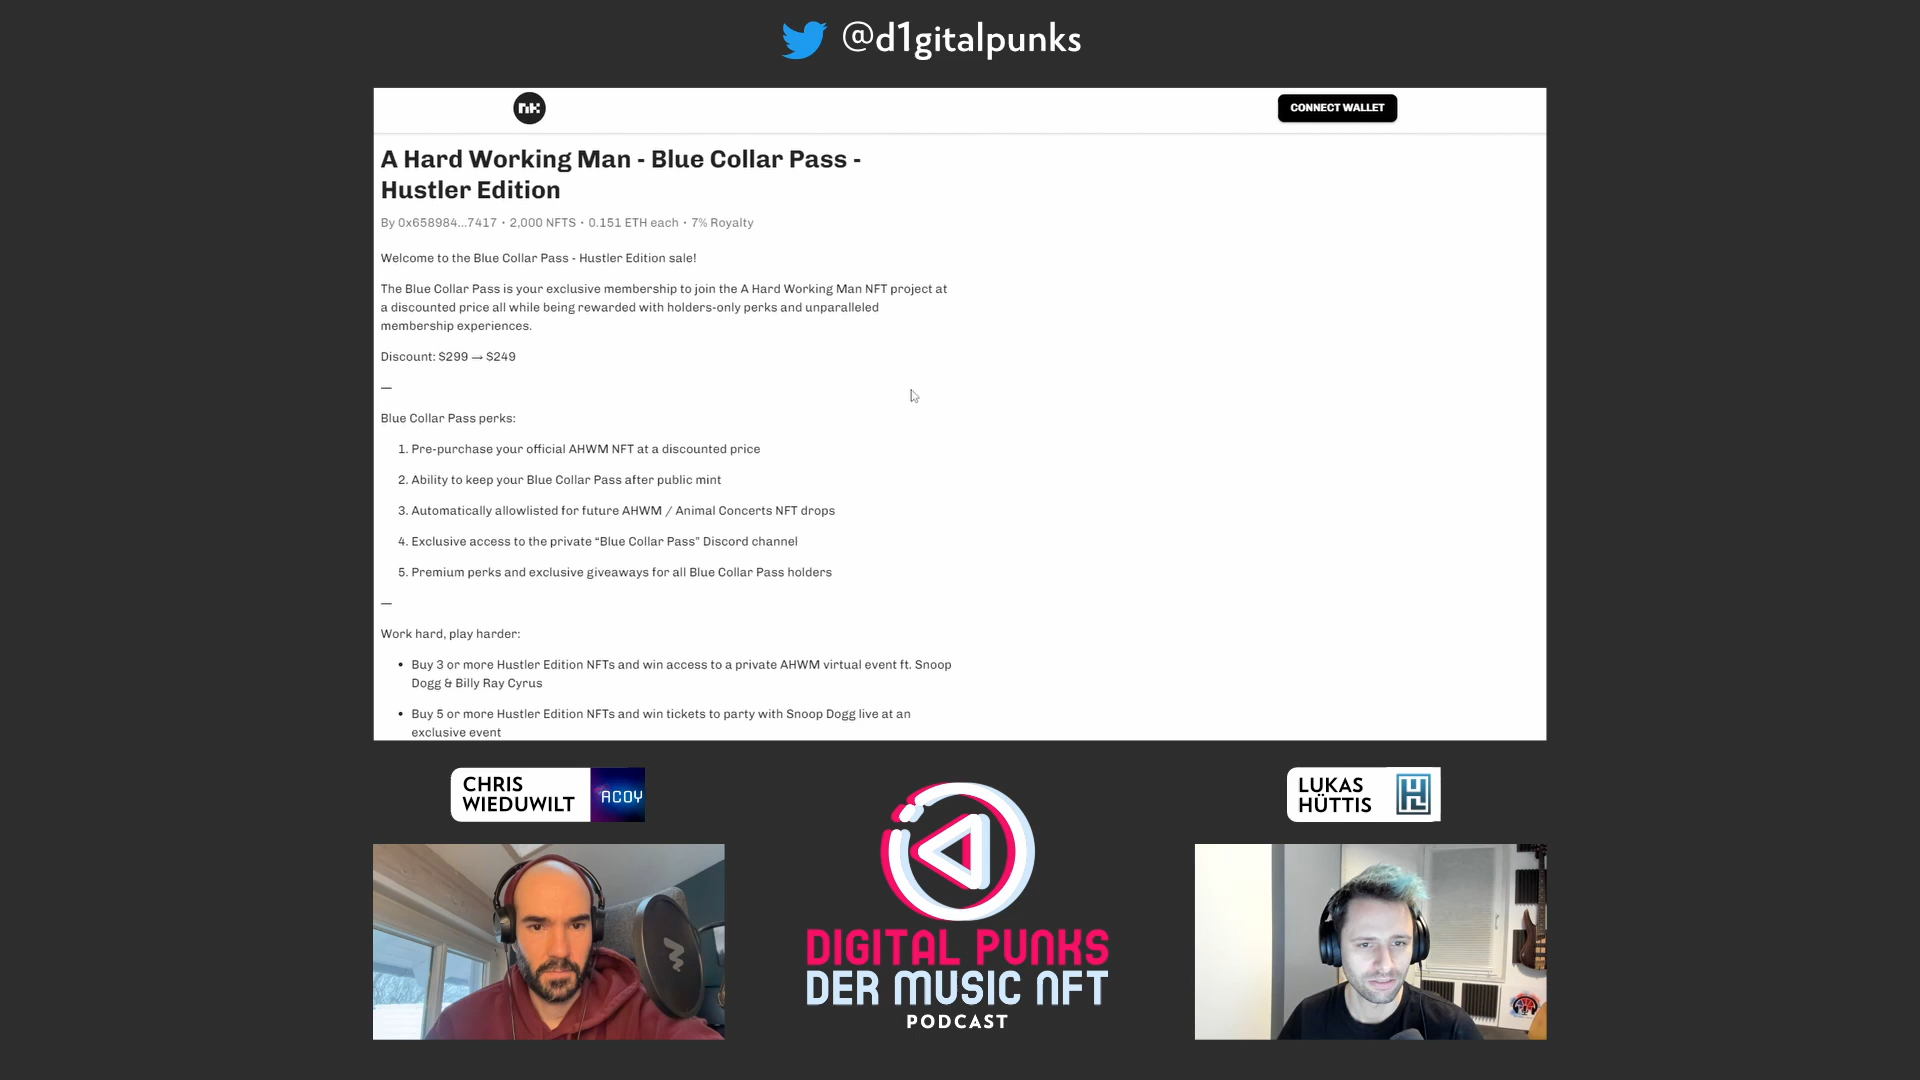 @d1gitalpunks
CONNECT WALLET
A Hard Working Man - Blue Collar Pass -
Hustler Edition
By 0x658984...7417 • 2,000 NFTS • 0.151 ETH each • 7% Royalty
Welcome to the Blue Collar Pass - Hustler Edition sale!
The Blue Collar Pass is your exclusive membership to join the A Hard Working Man NFT project at
a discounted price all while being rewarded with holders-only perks and unparalleled
membership experiences.
Discount: $299 → $249
—
Blue Collar Pass perks:
1. Pre-purchase your official AHWM NFT at a discounted price
2. Ability to keep your Blue Collar Pass after public mint
3. Automatically allowlisted for future AHWM / Animal Concerts NFT drops
4. Exclusive access to the private “Blue Collar Pass” Discord channel
5. Premium perks and exclusive giveaways for all Blue Collar Pass holders
—
Work hard, play harder:
• Buy 3 or more Hustler Edition NFTs and win access to a private AHWM virtual event ft. Snoop
Dogg & Billy Ray Cyrus
• Buy 5 or more Hustler Edition NFTs and win tickets to party with Snoop Dogg live at an
exclusive event
CHRIS
WIEDUWILT
ACOY
LUKAS
HÜTTIS
DIGITAL PUNKS
DER MUSIC NFT
PODCAST